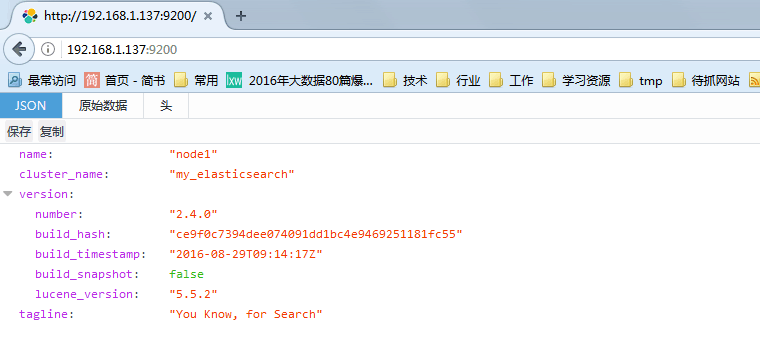 http://192.168.1.137:9200/
192.168.1.137:9200
最常访问 首页 - 简书 常用 XW 2016年大数据80篇爆... 技术 行业 工作 学习资源 tmp 待抓网站
JSON 原始数据 头
保存 复制
name: "node1"
cluster_name: "my_elasticsearch"
version:
number: "2.4.0"
build_hash: "ce9f0c7394dee074091dd1bc4e9469251181fc55"
build_timestamp: "2016-08-29T09:14:17Z"
build_snapshot: false
lucene_version: "5.5.2"
tagline: "You Know, for Search"